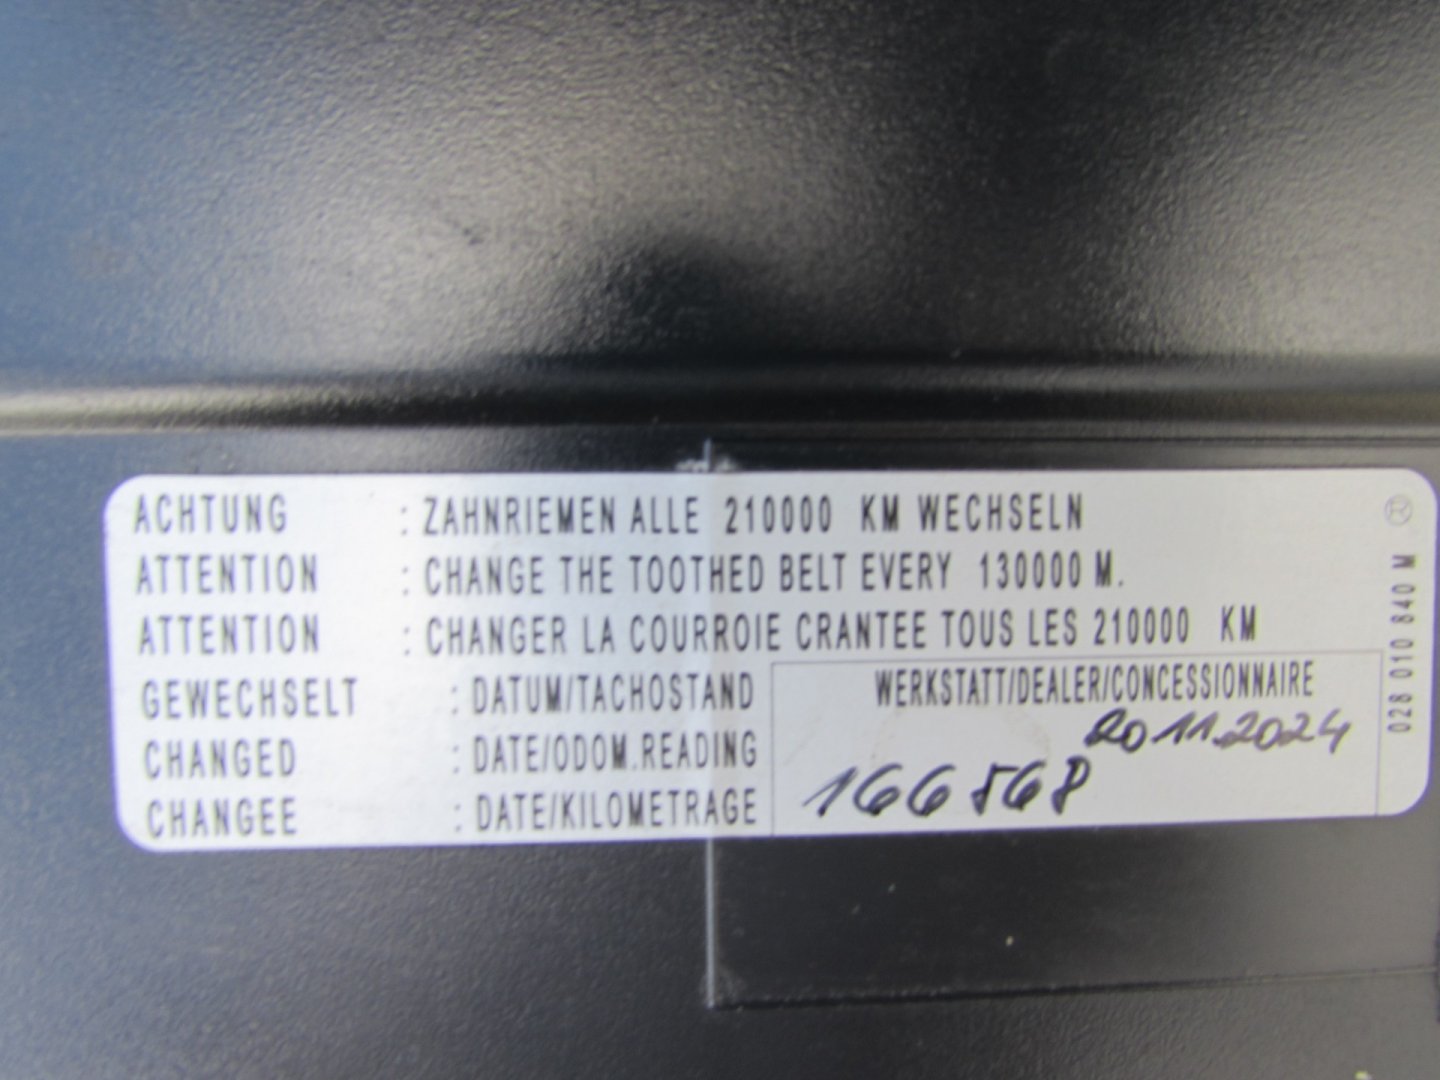 ACHTUNG : ZAHNRIEMEN ALLE 210000 KM WECHSELN
ATTENTION : CHANGE THE TOOTHED BELT EVERY 130000 M.
ATTENTION : CHANGER LA COURROIE CRANTEE TOUS LES 210000 KM
GEWECHSELT : DATUM/TACHOSTAND
CHANGED : DATE/ODOM.READING
CHANGEE : DATE/KILOMETRAGE
WERKSTATT/DEALER/CONCESSIONNAIRE
20.11.2024
166568
®
028 010 840 M